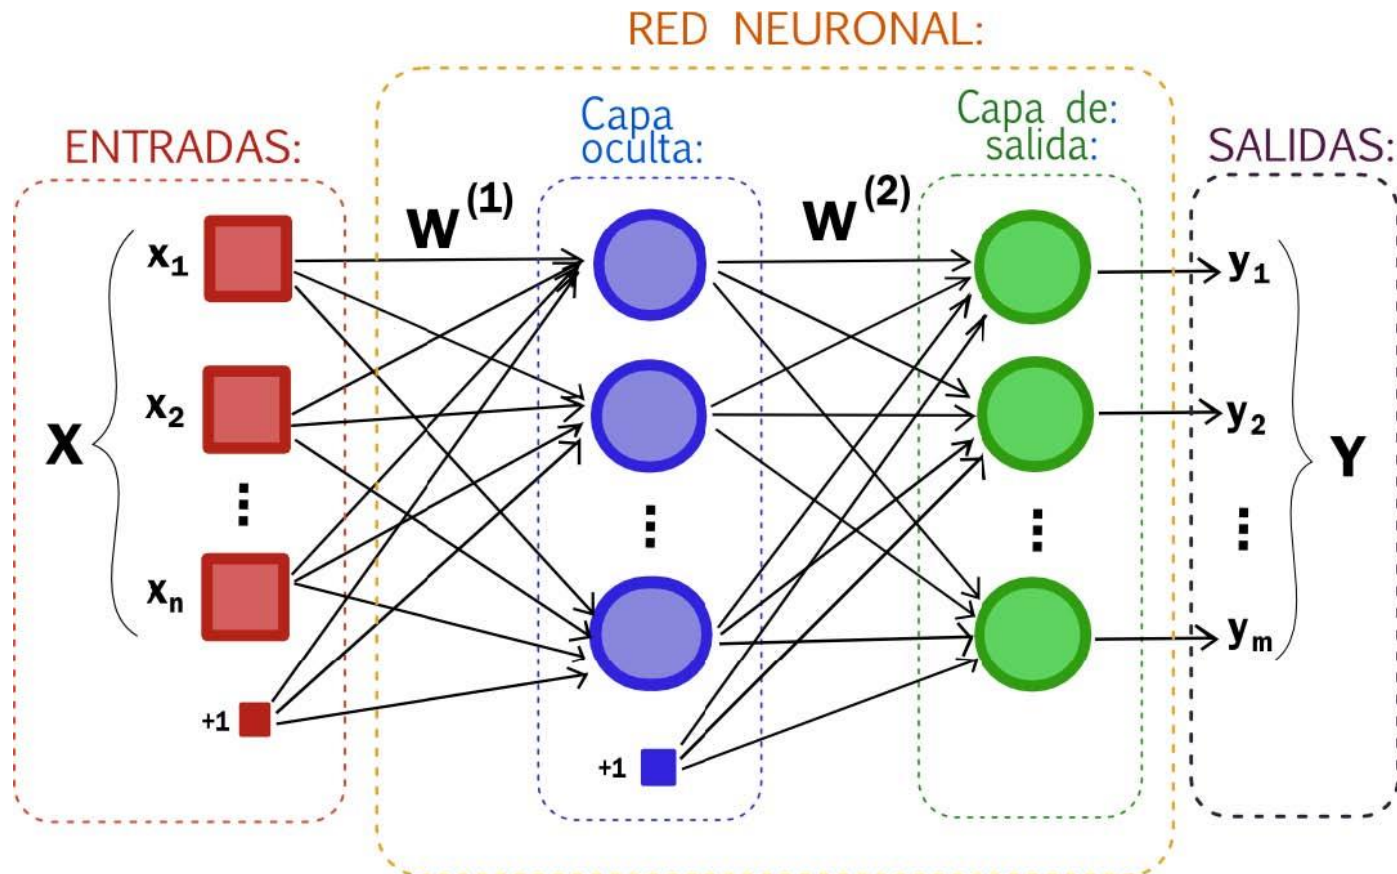 RED NEURONAL:
ENTRADAS:
Capa
oculta:
Capa de:
salida:
SALIDAS:
W(1)
W(2)
x1
x2
xn
X
+1
+1
y1
y2
ym
Y